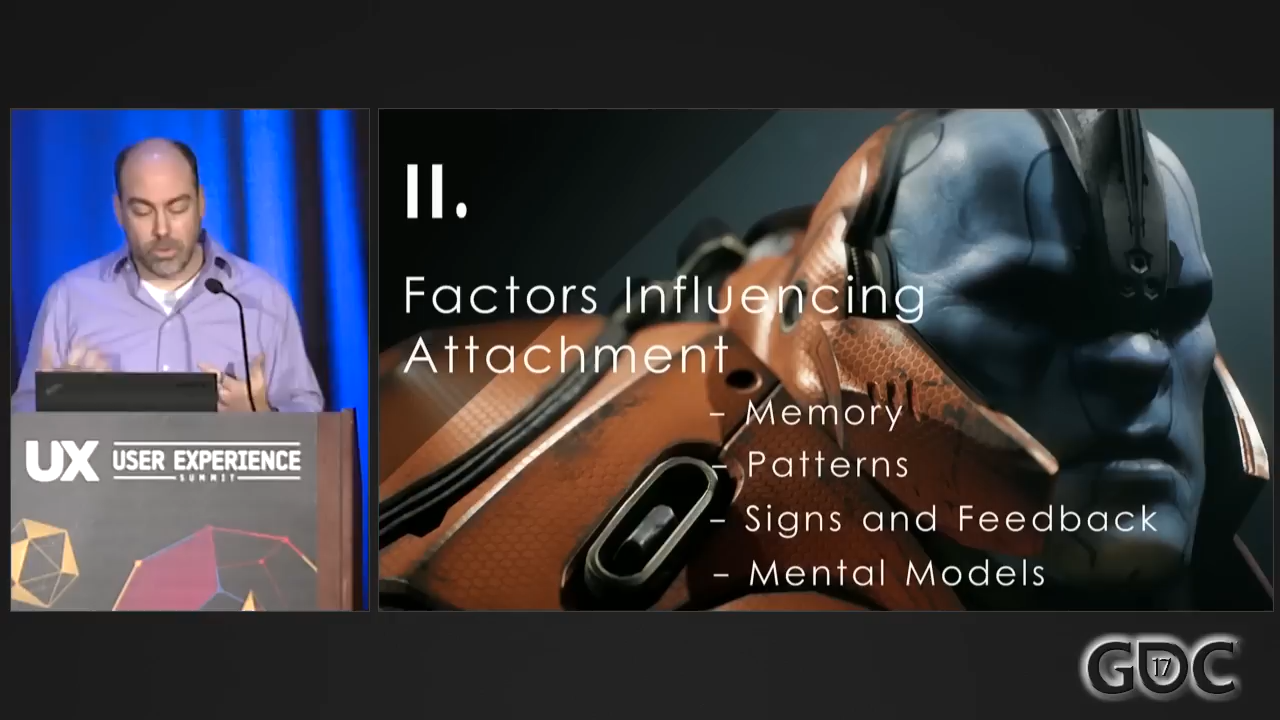 II.
Factors Influencing
Attachment
- Memory
- Patterns
- Signs and Feedback
- Mental Models
UX USER EXPERIENCE
SUMMIT
GDC
17